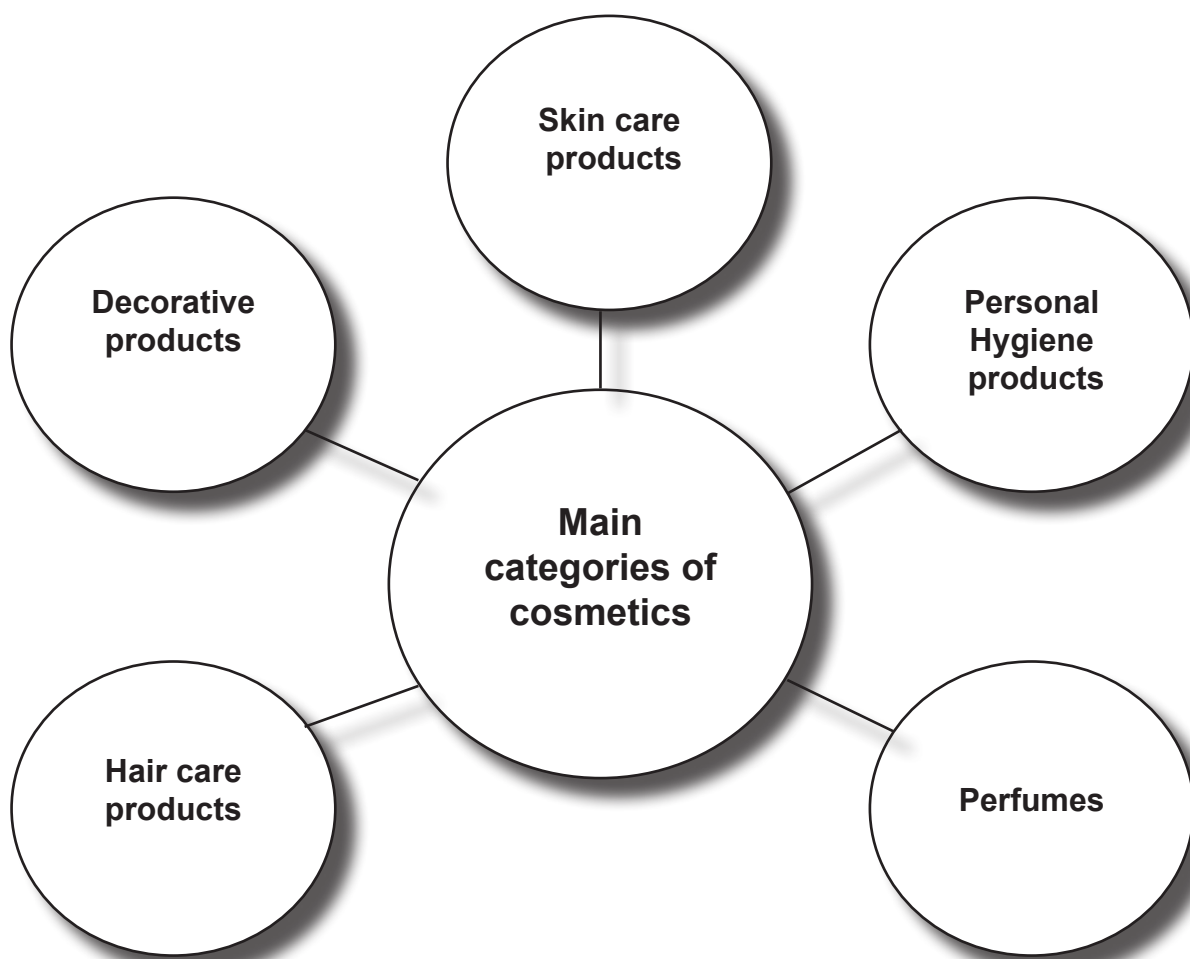 Skin care
products
Decorative
products
Personal
Hygiene
products
Main
categories of
cosmetics
Hair care
products
Perfumes